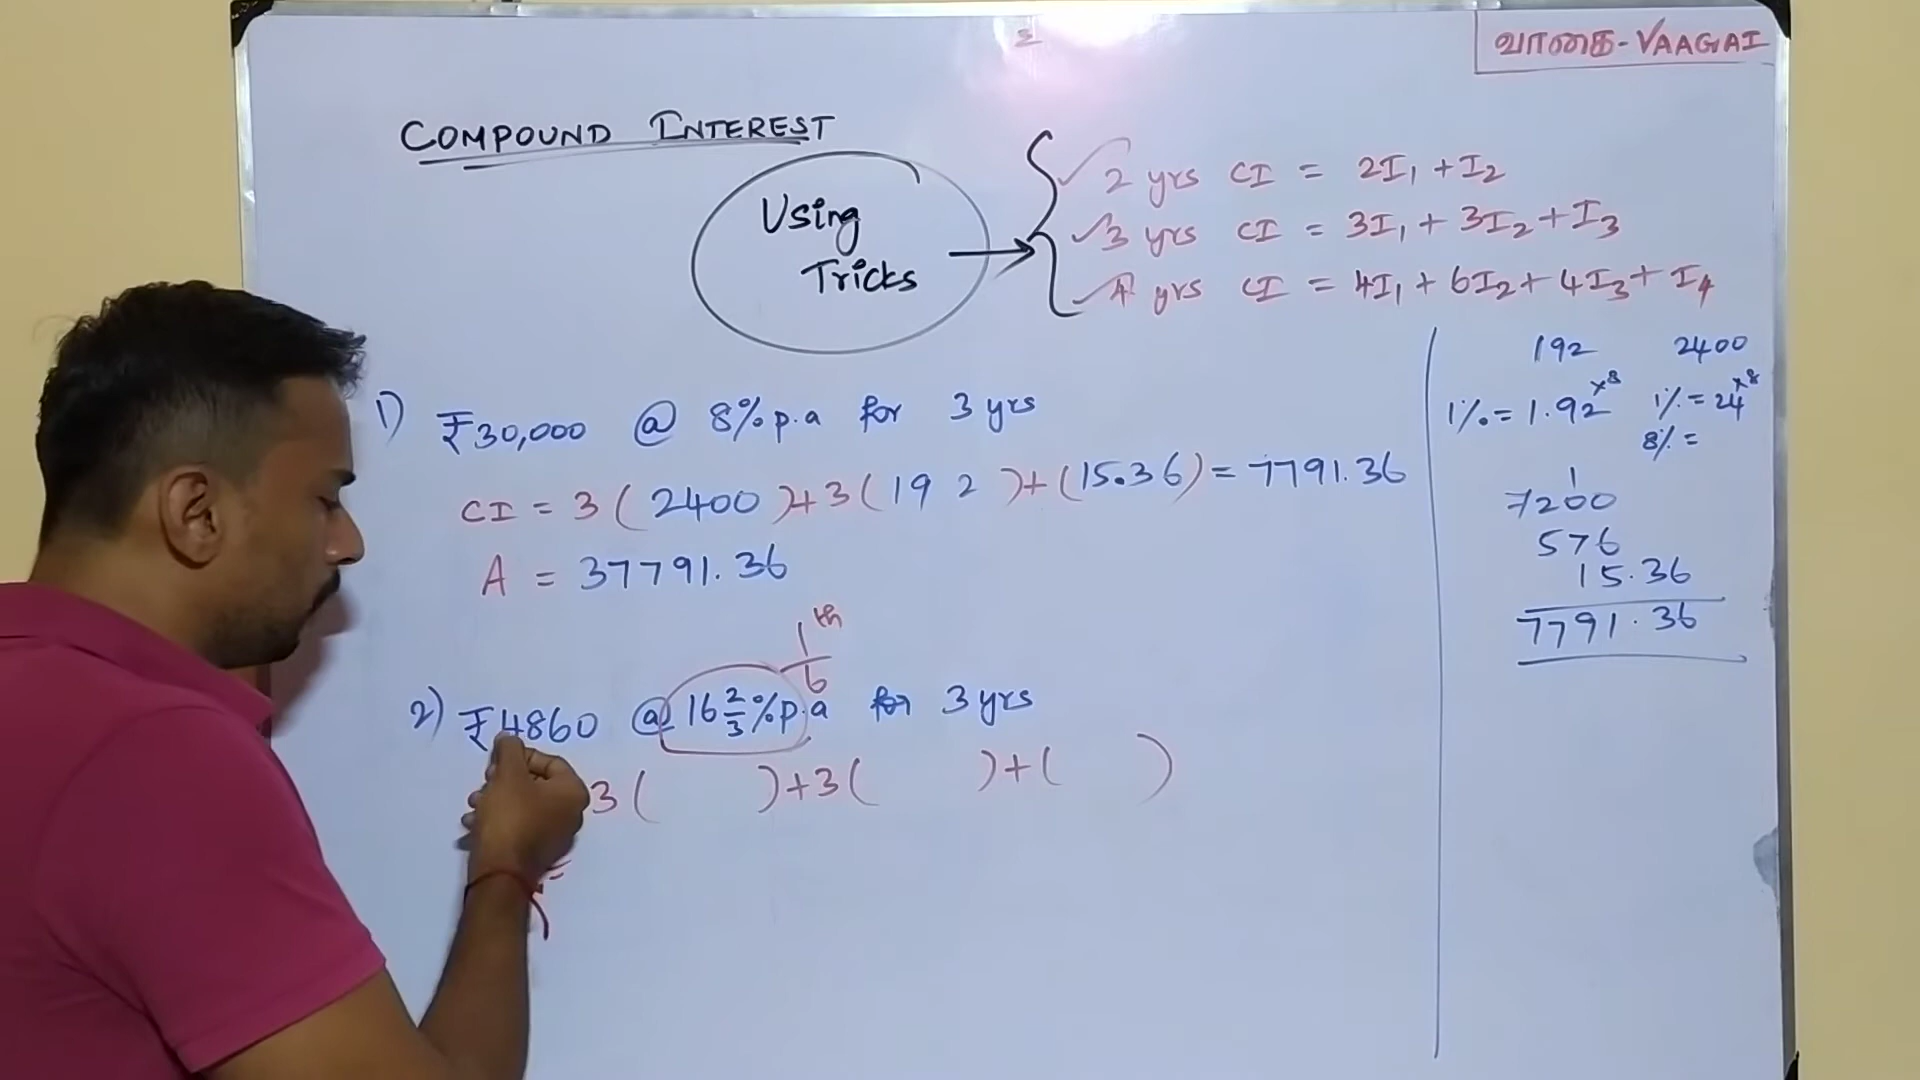 வாகை - VAAGAI
COMPOUND INTEREST
Using
Tricks
2 yrs CI = 2I₁ + I₂
3 yrs CI = 3I₁ + 3I₂ + I₃
4 yrs CI = 4I₁ + 6I₂ + 4I₃ + I₄
1) ₹30,000 @ 8% p.a for 3 yrs
CI = 3 ( 2400 ) + 3 ( 192 ) + (15.36) = 7791.36
A = 37791.36
1/6 th
2) ₹4860 @ 16 2/3 % p.a for 3 yrs
3 ( ) + 3 ( ) + ( )
=
192 2400
1% = 1.92 ×8 1% = 24 ×8
8% =
1
7200
576
15.36
7791.36